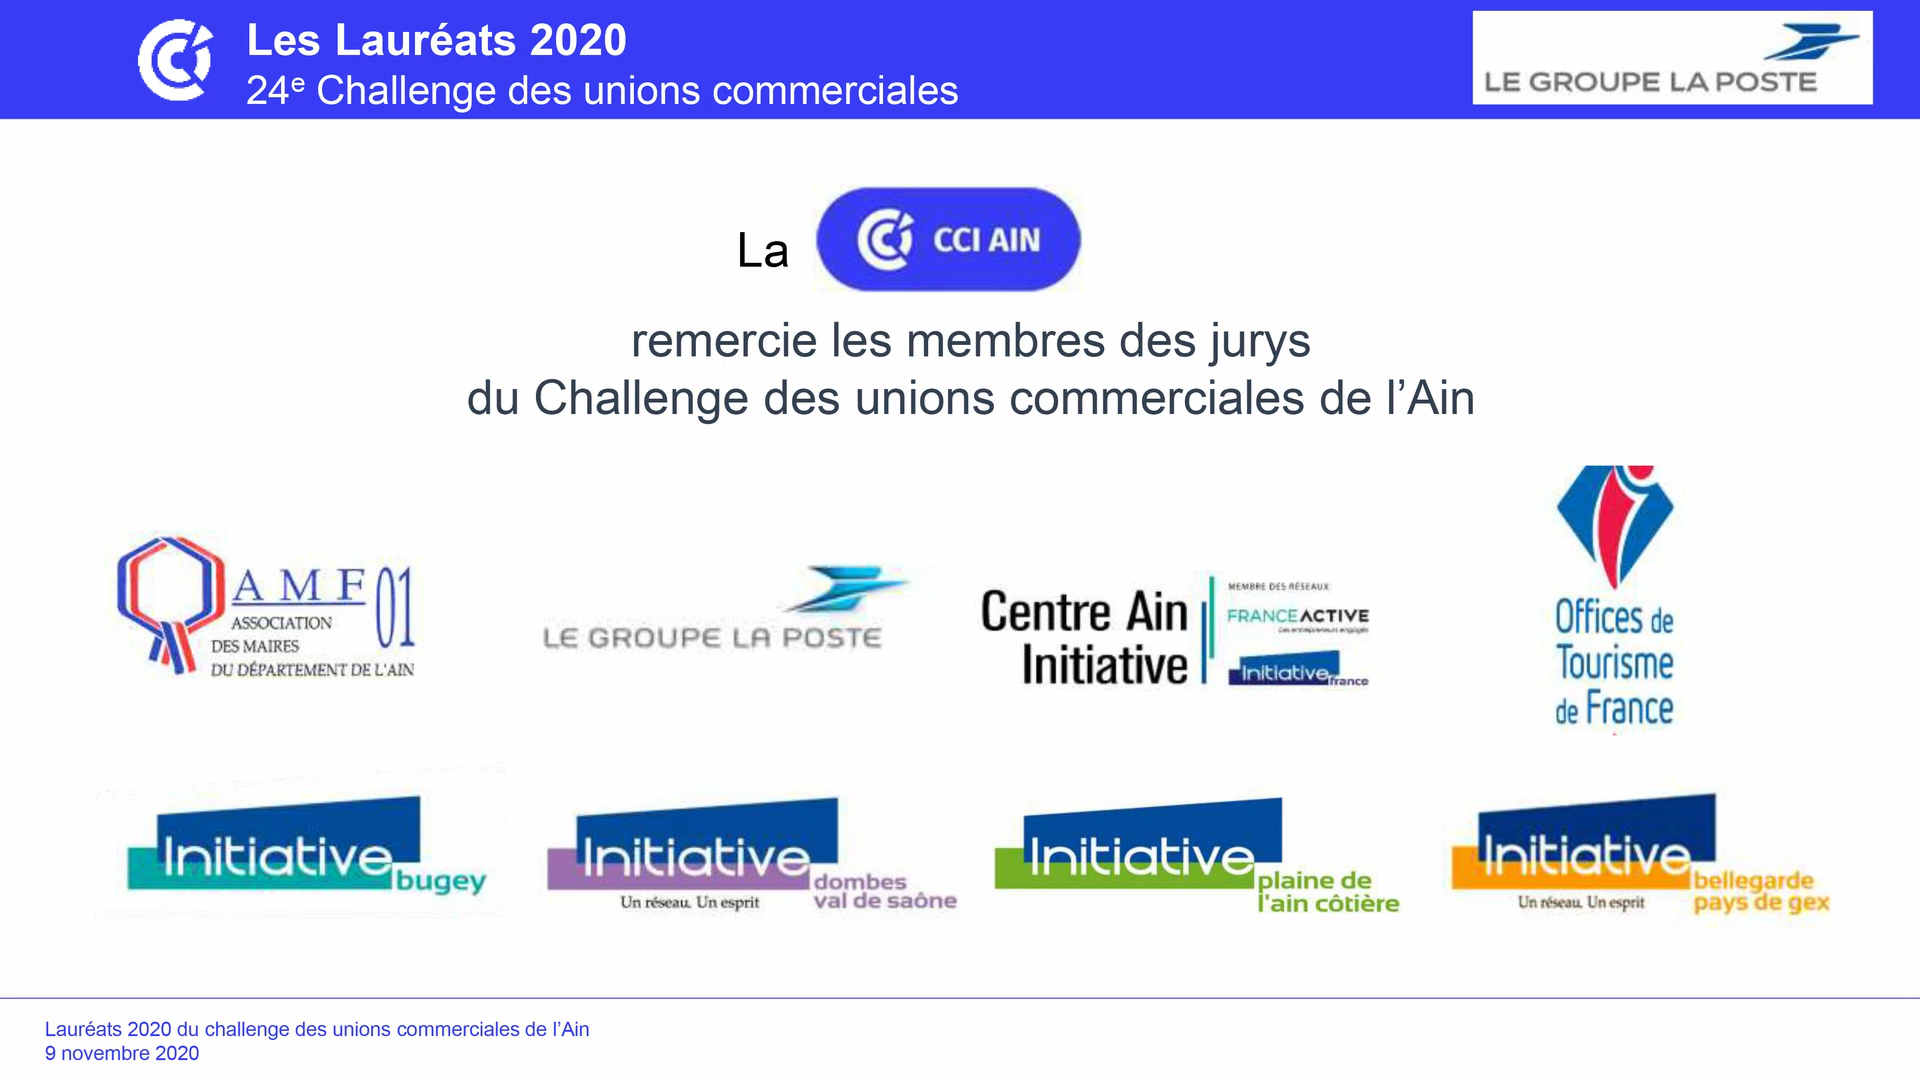 Les Lauréats 2020
24e Challenge des unions commerciales
LE GROUPE LA POSTE
La CCI AIN
remercie les membres des jurys
du Challenge des unions commerciales de l’Ain
AMF 01
ASSOCIATION
DES MAIRES
DU DÉPARTEMENT DE L'AIN
LE GROUPE LA POSTE
Centre Ain
Initiative
MEMBRE DES RÉSEAUX
FRANCE ACTIVE
Les entrepreneurs engagés
Initiative france
Offices de
Tourisme
de France
Initiative bugey
Initiative
dombes
val de saône
Un réseau. Un esprit
Initiative
plaine de
l'ain côtière
Initiative
bellegarde
pays de gex
Un réseau. Un esprit
Lauréats 2020 du challenge des unions commerciales de l’Ain
9 novembre 2020